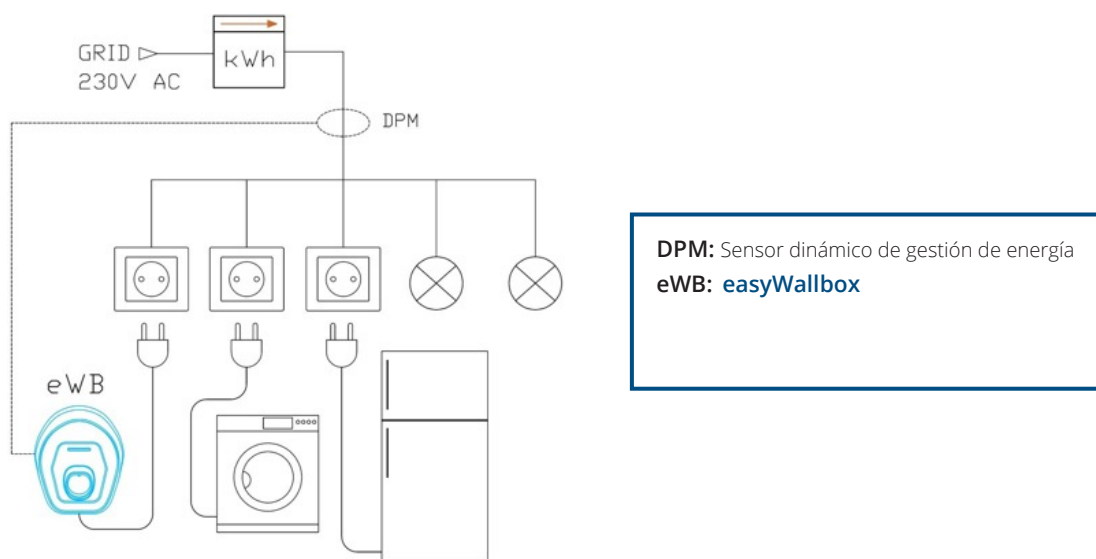 GRID
230V AC
kWh
DPM
eWB
DPM: Sensor dinámico de gestión de energía
eWB: easyWallbox